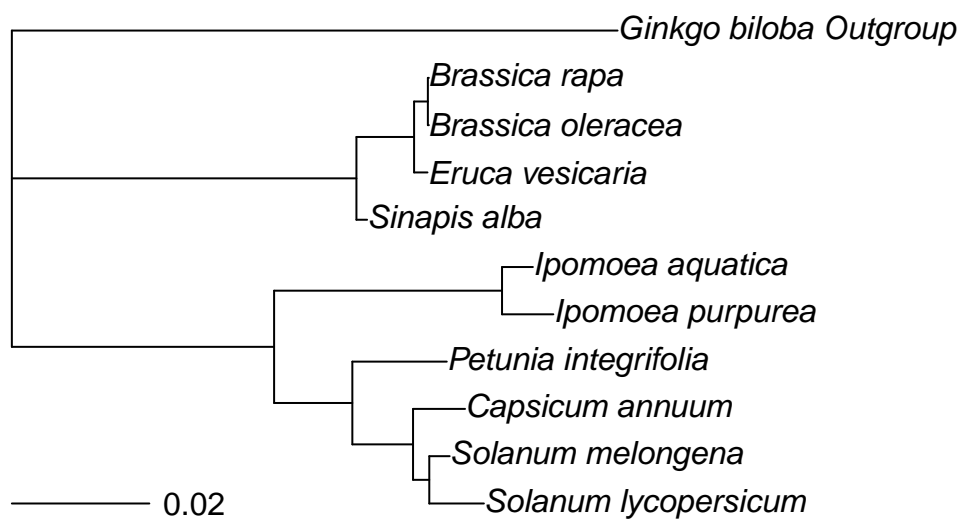 Ginkgo biloba Outgroup
Brassica rapa
Brassica oleracea
Eruca vesicaria
Sinapis alba
Ipomoea aquatica
Ipomoea purpurea
Petunia integrifolia
Capsicum annuum
Solanum melongena
Solanum lycopersicum
0.02